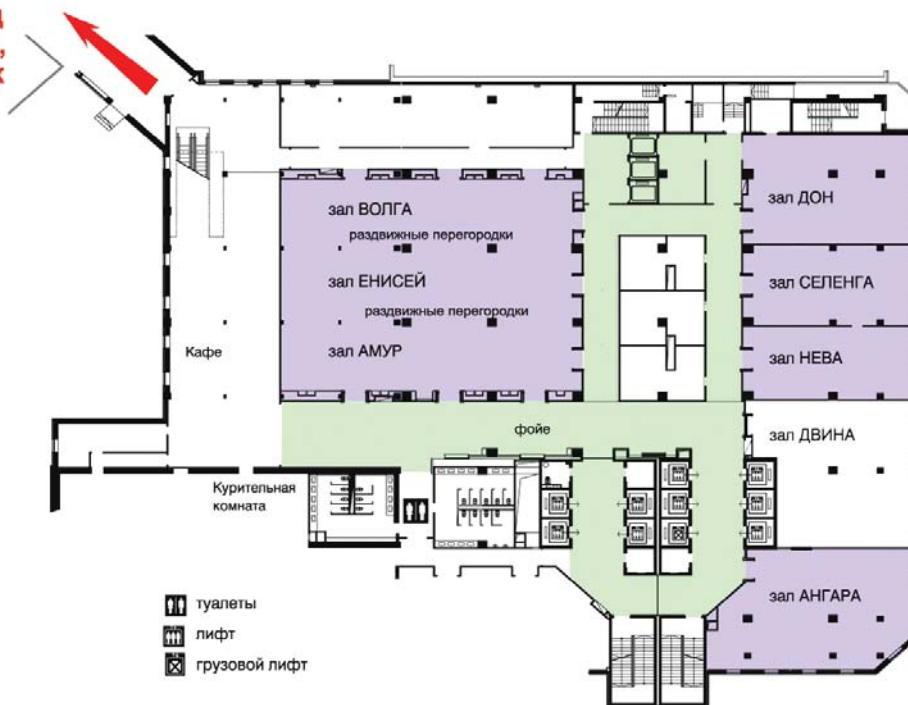 зал ВОЛГА
раздвижные перегородки
зал ЕНИСЕЙ
раздвижные перегородки
зал АМУР
зал ДОН
зал СЕЛЕНГА
зал НЕВА
зал ДВИНА
зал АНГАРА
Кафе
фойе
Курительная
комната
туалеты
лифт
грузовой лифт